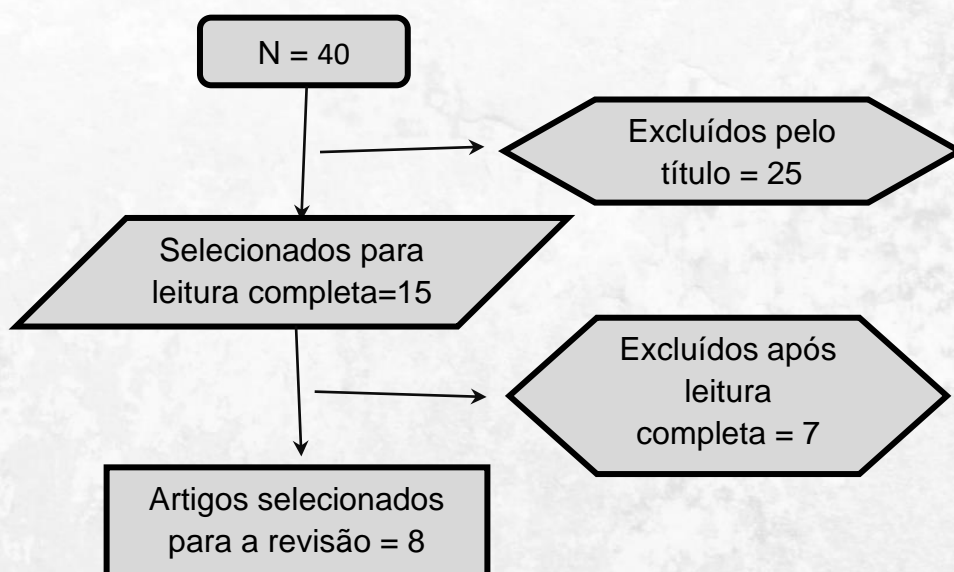 N = 40
Excluídos pelo
título = 25
Selecionados para
leitura completa=15
Excluídos após
leitura
completa = 7
Artigos selecionados
para a revisão = 8